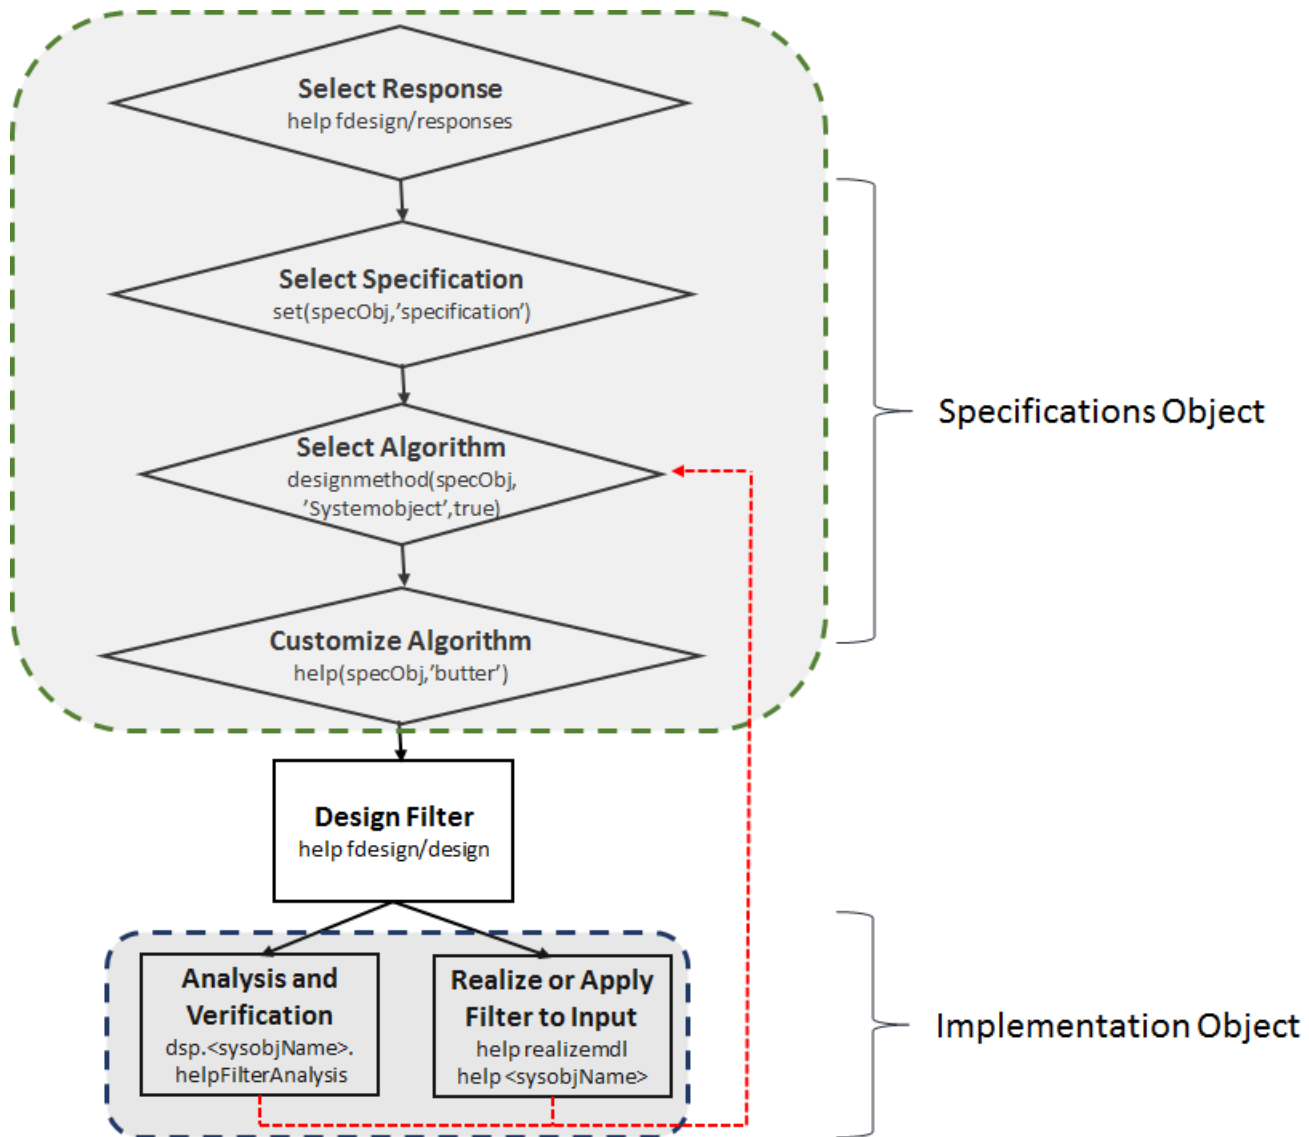 Select Response
help fdesign/responses
Select Specification
set(specObj,’specification’)
Specifications Object
Select Algorithm
designmethod(specObj,
’Systemobject’,true)
Customize Algorithm
help(specObj,’butter’)
Design Filter
help fdesign/design
Analysis and
Verification
dsp.<sysobjName>.
helpFilterAnalysis
Realize or Apply
Filter to Input
help realizemdl
help <sysobjName>
Implementation Object